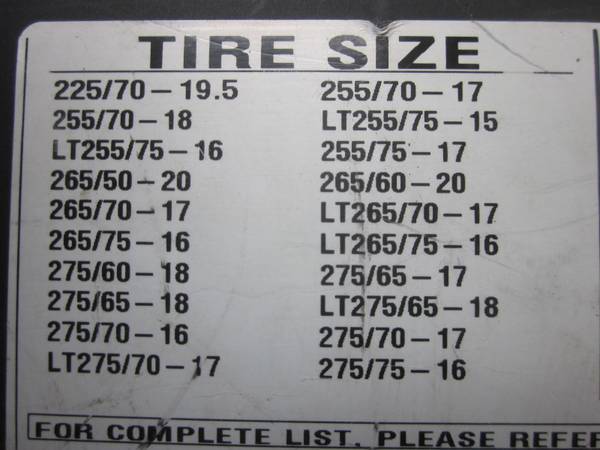 TIRE SIZE
225/70 – 19.5
255/70 – 18
LT255/75 – 16
265/50 – 20
265/70 – 17
265/75 – 16
275/60 – 18
275/65 – 18
275/70 – 16
LT275/70 – 17
255/70 – 17
LT255/75 – 15
255/75 – 17
265/60 – 20
LT265/70 – 17
LT265/75 – 16
275/65 – 17
LT275/65 – 18
275/70 – 17
275/75 – 16
FOR COMPLETE LIST, PLEASE REFER